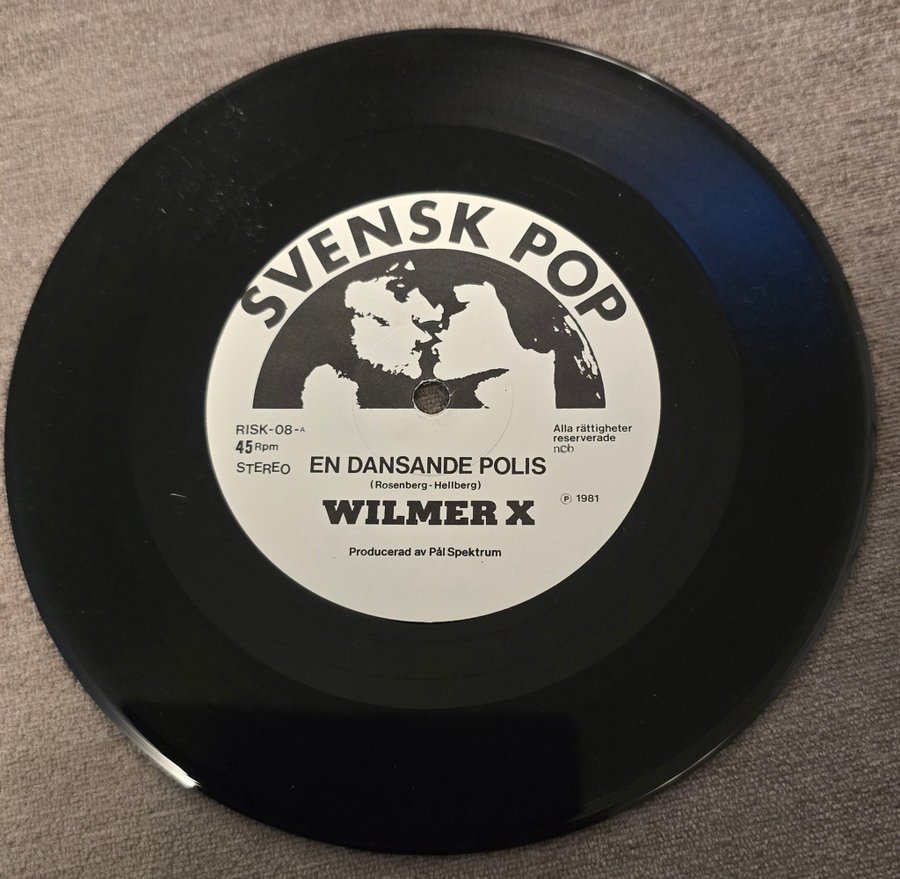 SVENSK POP
RISK-08-A
45 Rpm
STEREO
Alla rättigheter
reserverade
ncb
EN DANSANDE POLIS
(Rosenberg-Hellberg)
WILMER X
Ⓟ 1981
Producerad av Pål Spektrum